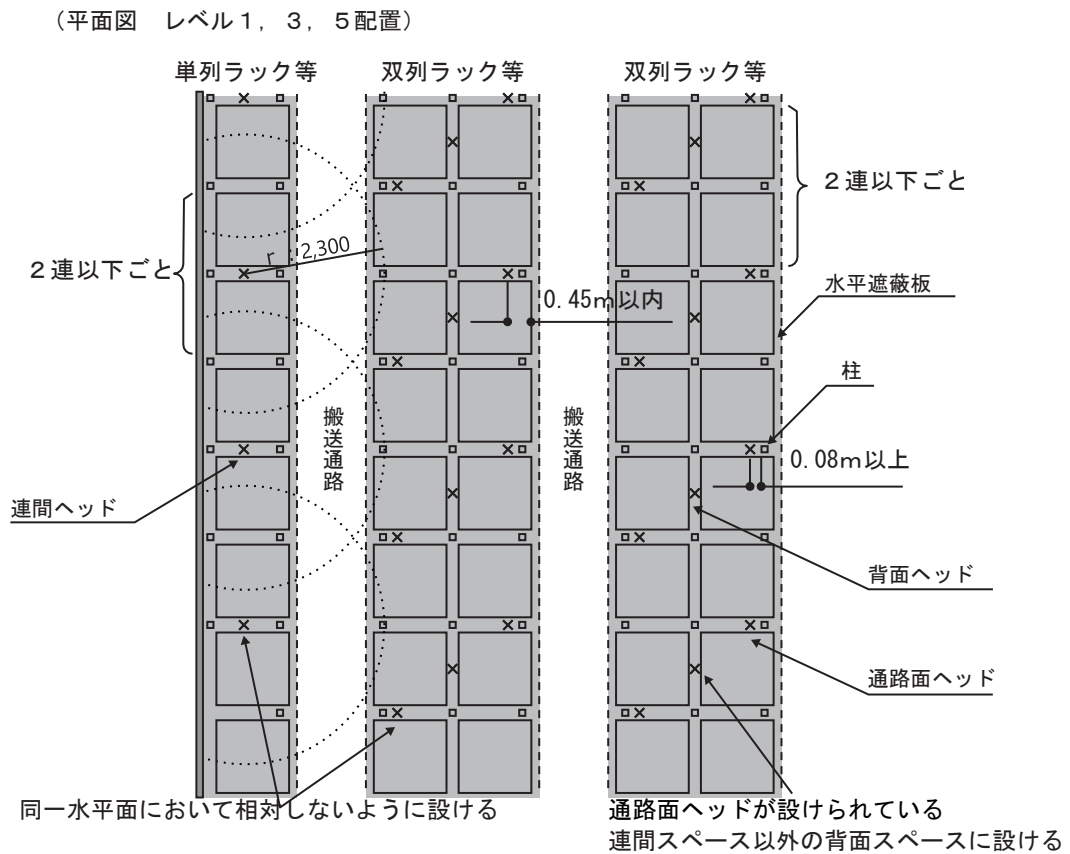 （平面図　レベル１，３，５配置）
単列ラック等
双列ラック等
双列ラック等
２連以下ごと
２連以下ごと
r：2,300
水平遮蔽板
0.45m以内
柱
搬送通路
搬送通路
0.08m以上
連間ヘッド
背面ヘッド
通路面ヘッド
同一水平面において相対しないように設ける
通路面ヘッドが設けられている
連間スペース以外の背面スペースに設ける